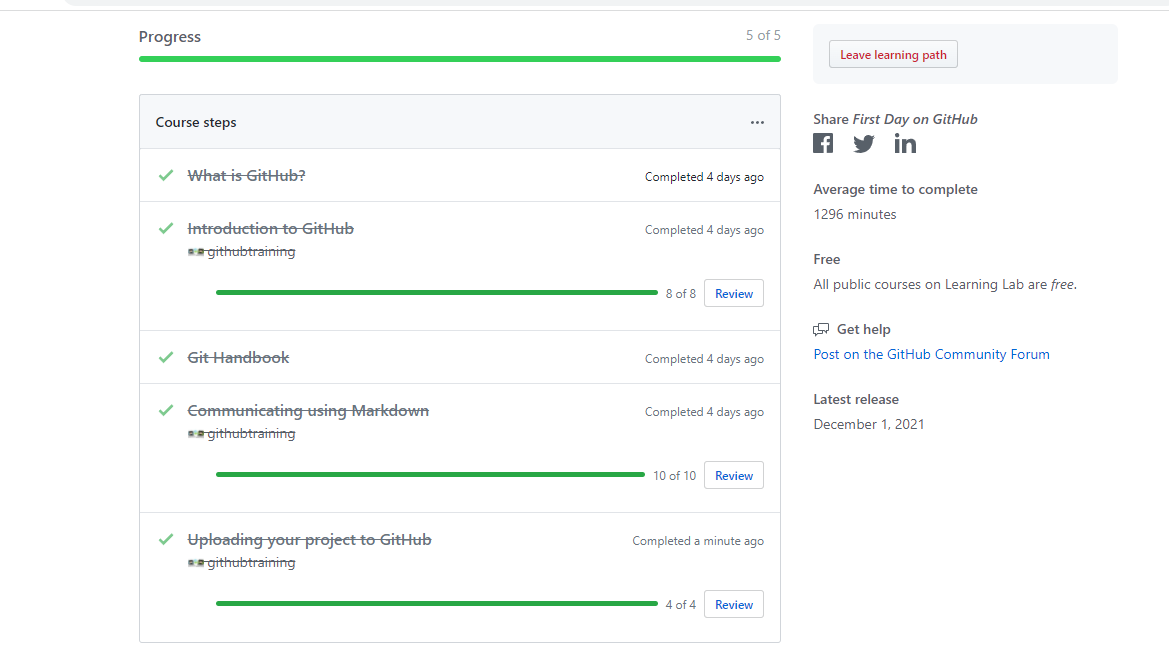 Progress
5 of 5
Course steps
What is GitHub?
Completed 4 days ago
Introduction to GitHub
Completed 4 days ago
githubtraining
8 of 8
Review
Git Handbook
Completed 4 days ago
Communicating using Markdown
Completed 4 days ago
githubtraining
10 of 10
Review
Uploading your project to GitHub
Completed a minute ago
githubtraining
4 of 4
Review
Leave learning path
Share First Day on GitHub
Average time to complete
1296 minutes
Free
All public courses on Learning Lab are free.
Get help
Post on the GitHub Community Forum
Latest release
December 1, 2021